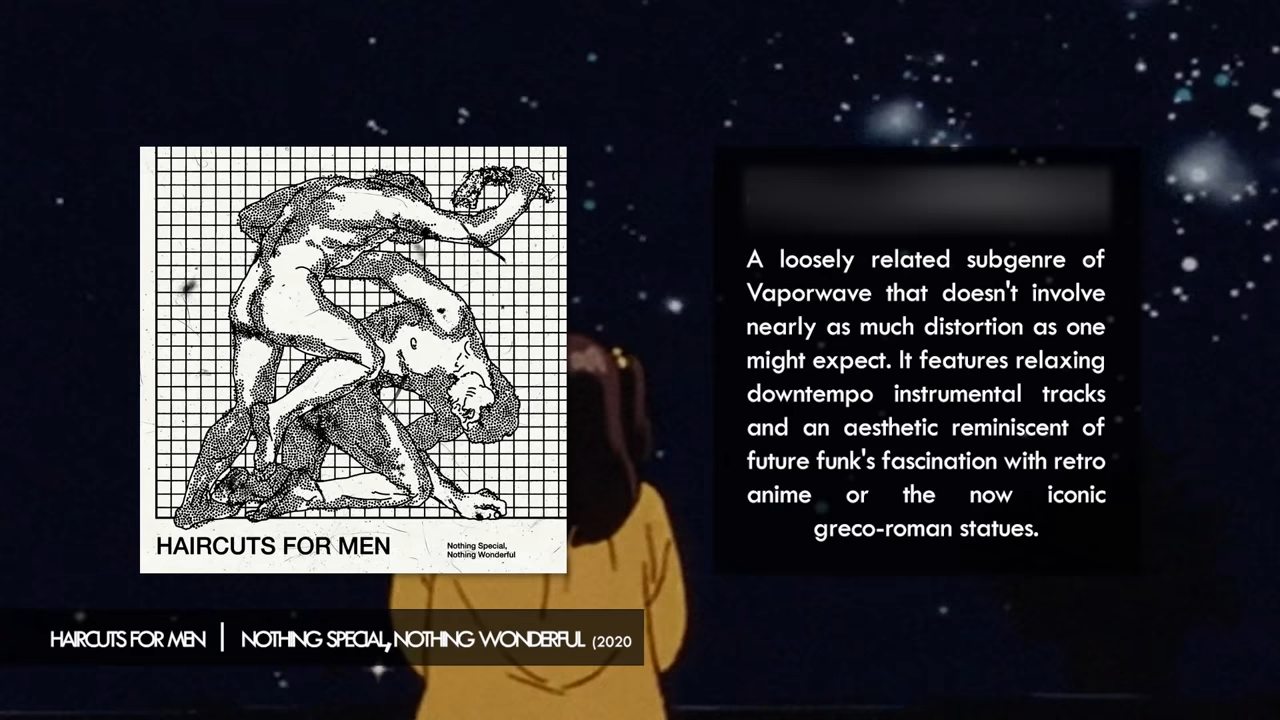 HAIRCUTS FOR MEN
Nothing Special,
Nothing Wonderful
A loosely related subgenre of
Vaporwave that doesn't involve
nearly as much distortion as one
might expect. It features relaxing
downtempo instrumental tracks
and an aesthetic reminiscent of
future funk's fascination with retro
anime or the now iconic
greco-roman statues.
HAIRCUTS FOR MEN | NOTHING SPECIAL, NOTHING WONDERFUL (2020